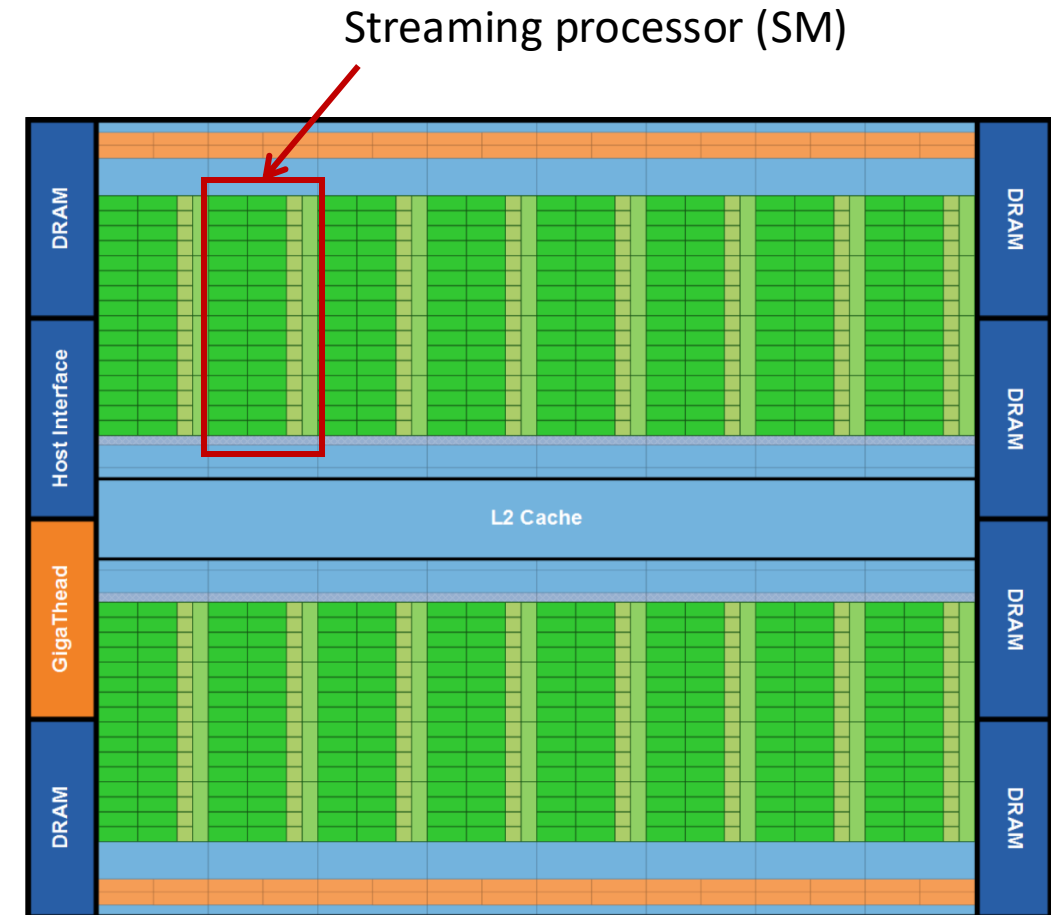 Streaming processor (SM)
DRAM
Host Interface
GigaThead
DRAM
L2 Cache
DRAM
DRAM
DRAM
DRAM